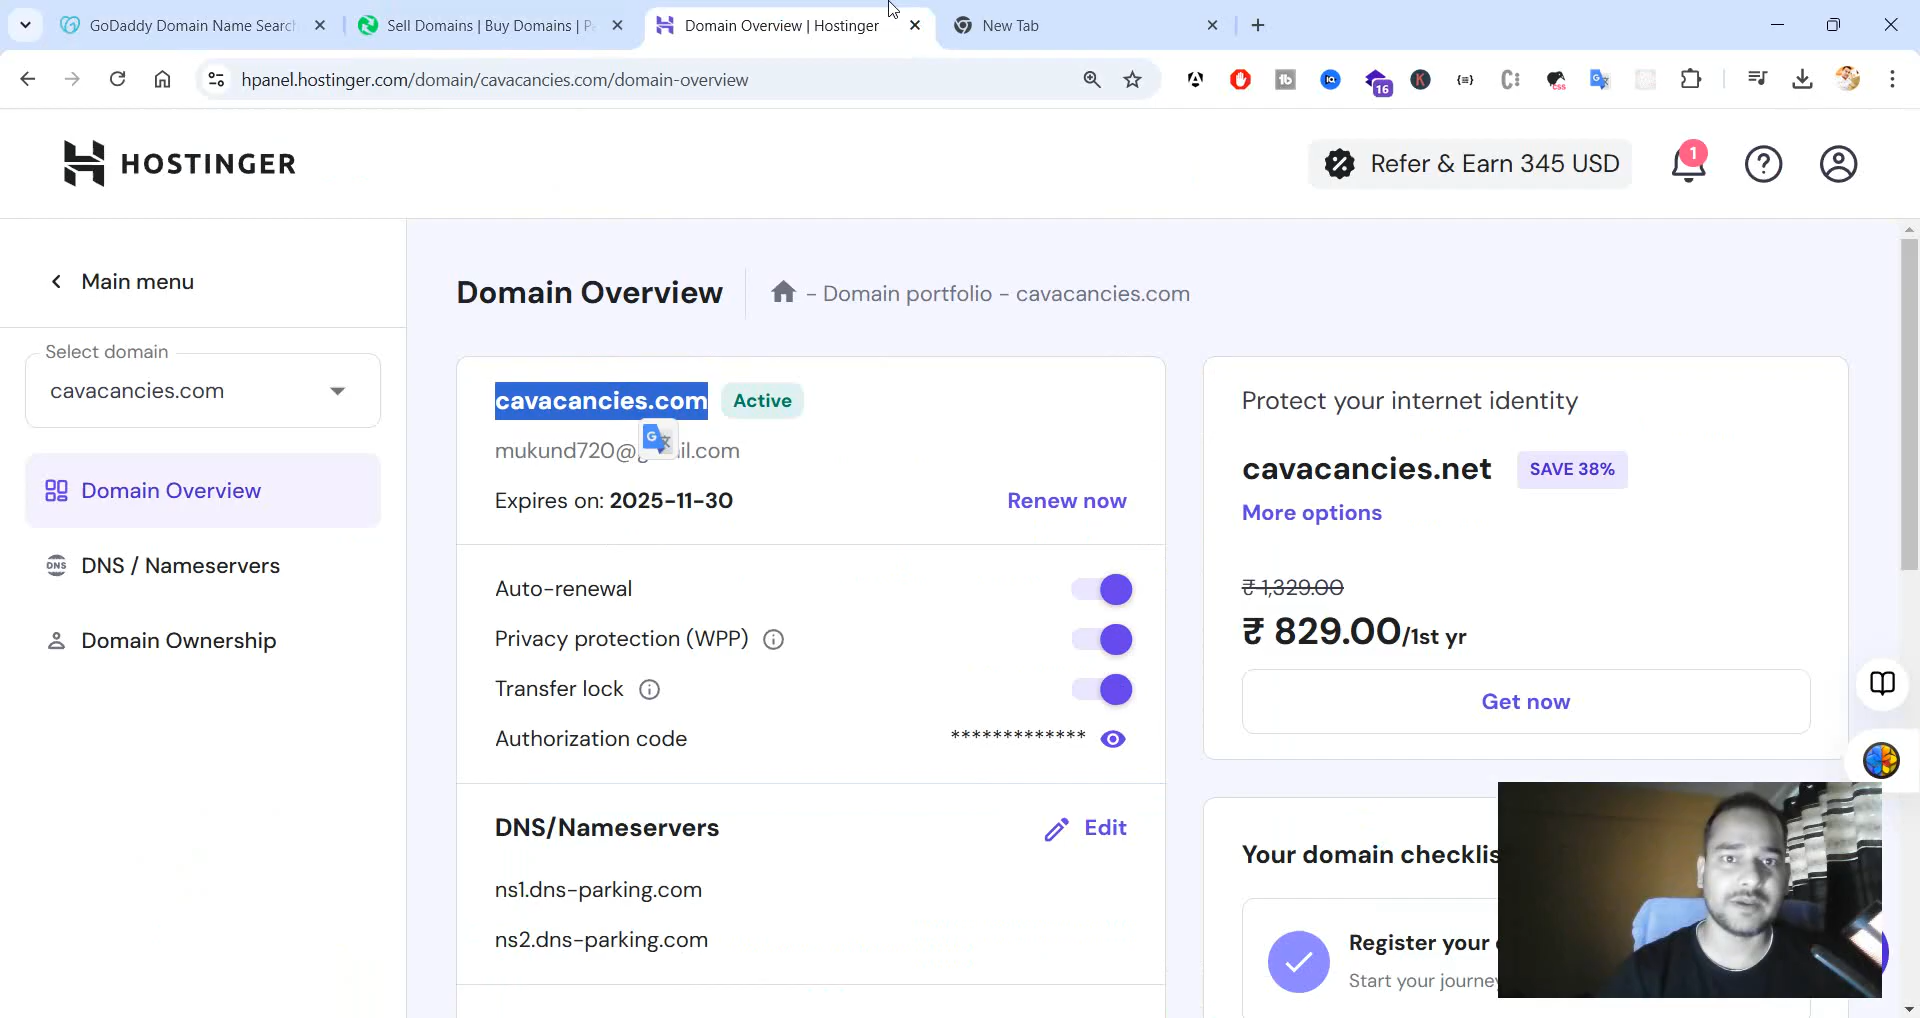 GoDaddy Domain Name Searc
Sell Domains | Buy Domains | P
Domain Overview | Hostinger
New Tab
hpanel.hostinger.com/domain/cavacancies.com/domain-overview
16
HOSTINGER
Refer & Earn 345 USD
1
Main menu
Select domain
cavacancies.com
Domain Overview
DNS / Nameservers
Domain Ownership
Domain Overview
– Domain portfolio – cavacancies.com
cavacancies.com Active
mukund720@g il.com
Expires on: 2025-11-30 Renew now
Auto-renewal
Privacy protection (WPP)
Transfer lock
Authorization code *************
DNS/Nameservers Edit
ns1.dns-parking.com
ns2.dns-parking.com
Protect your internet identity
cavacancies.net SAVE 38%
More options
₹ 1,329.00
₹ 829.00/1st yr
Get now
Your domain checklis
Register your
Start your journey